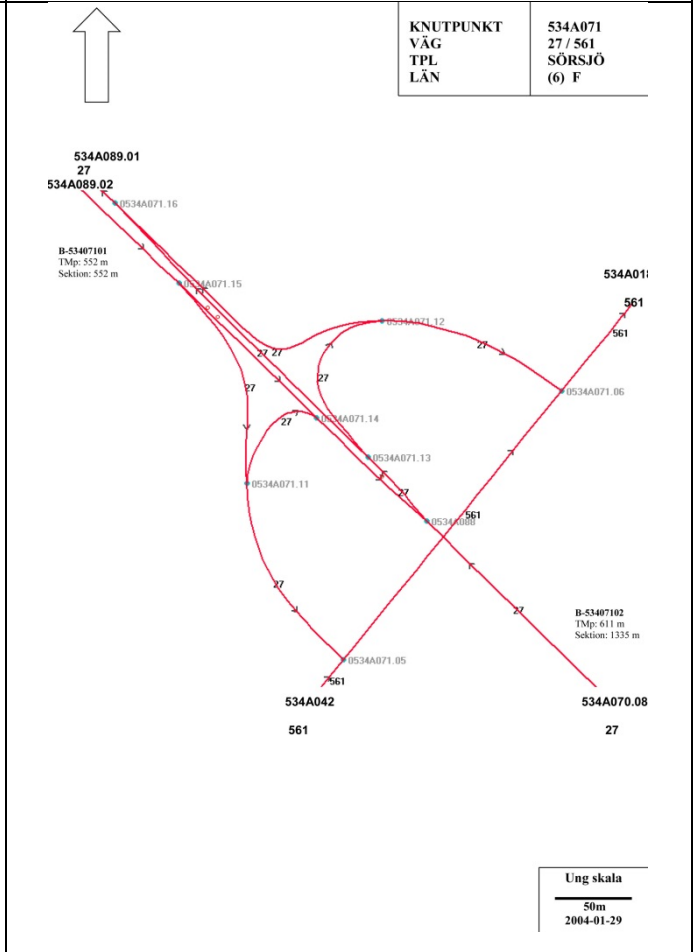 KNUTPUNKT 534A071
VÄG 27 / 561
TPL SÖRSJÖ
LÄN (6) F
534A089.01
27
534A089.02
0534A071.16
B-53407101
TMp: 552 m
Sektion: 552 m
0534A071.15
534A018
561
561
0534A071.12
27 27
27
27
27
0534A071.06
0534A071.14
27
0534A071.13
0534A071.11
27
561
0534A088
27
27
B-53407102
TMp: 611 m
Sektion: 1335 m
0534A071.05
561
534A042
534A070.08
561
27
Ung skala
50m
2004-01-29